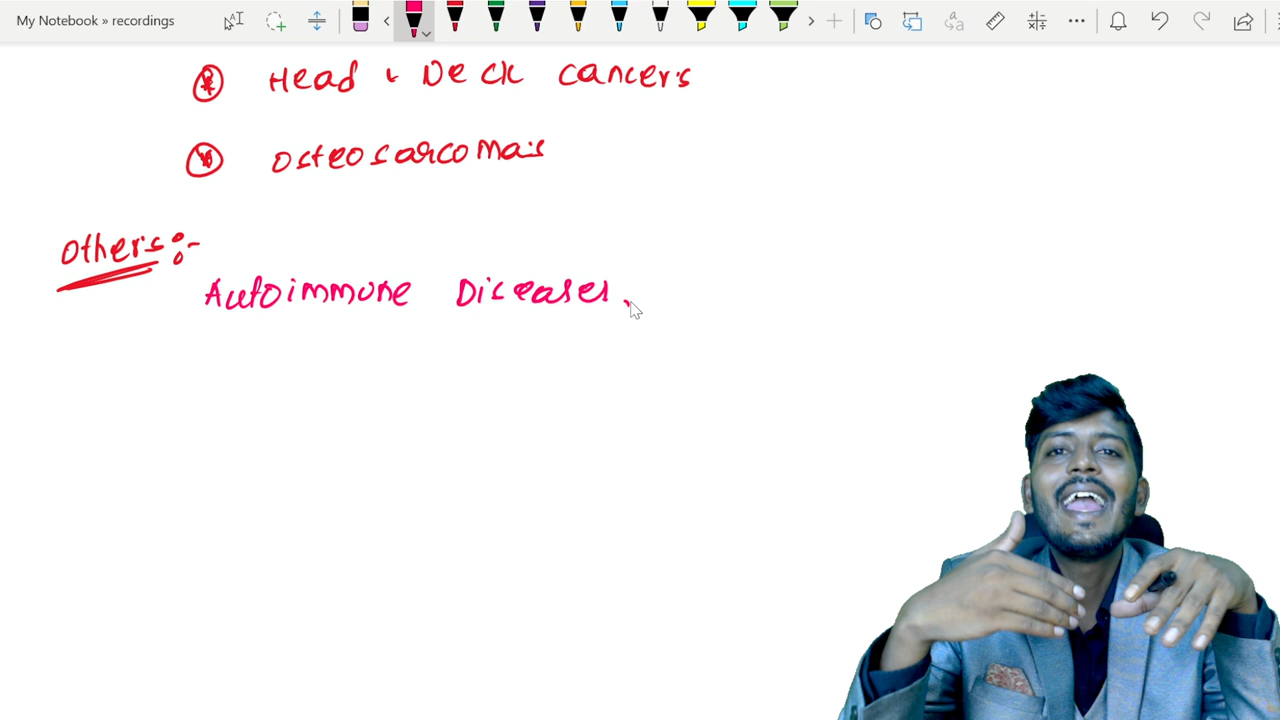 My Notebook » recordings
Head & Neck cancers
Osteosarcomas
Others:-
Autoimmune Diseases,